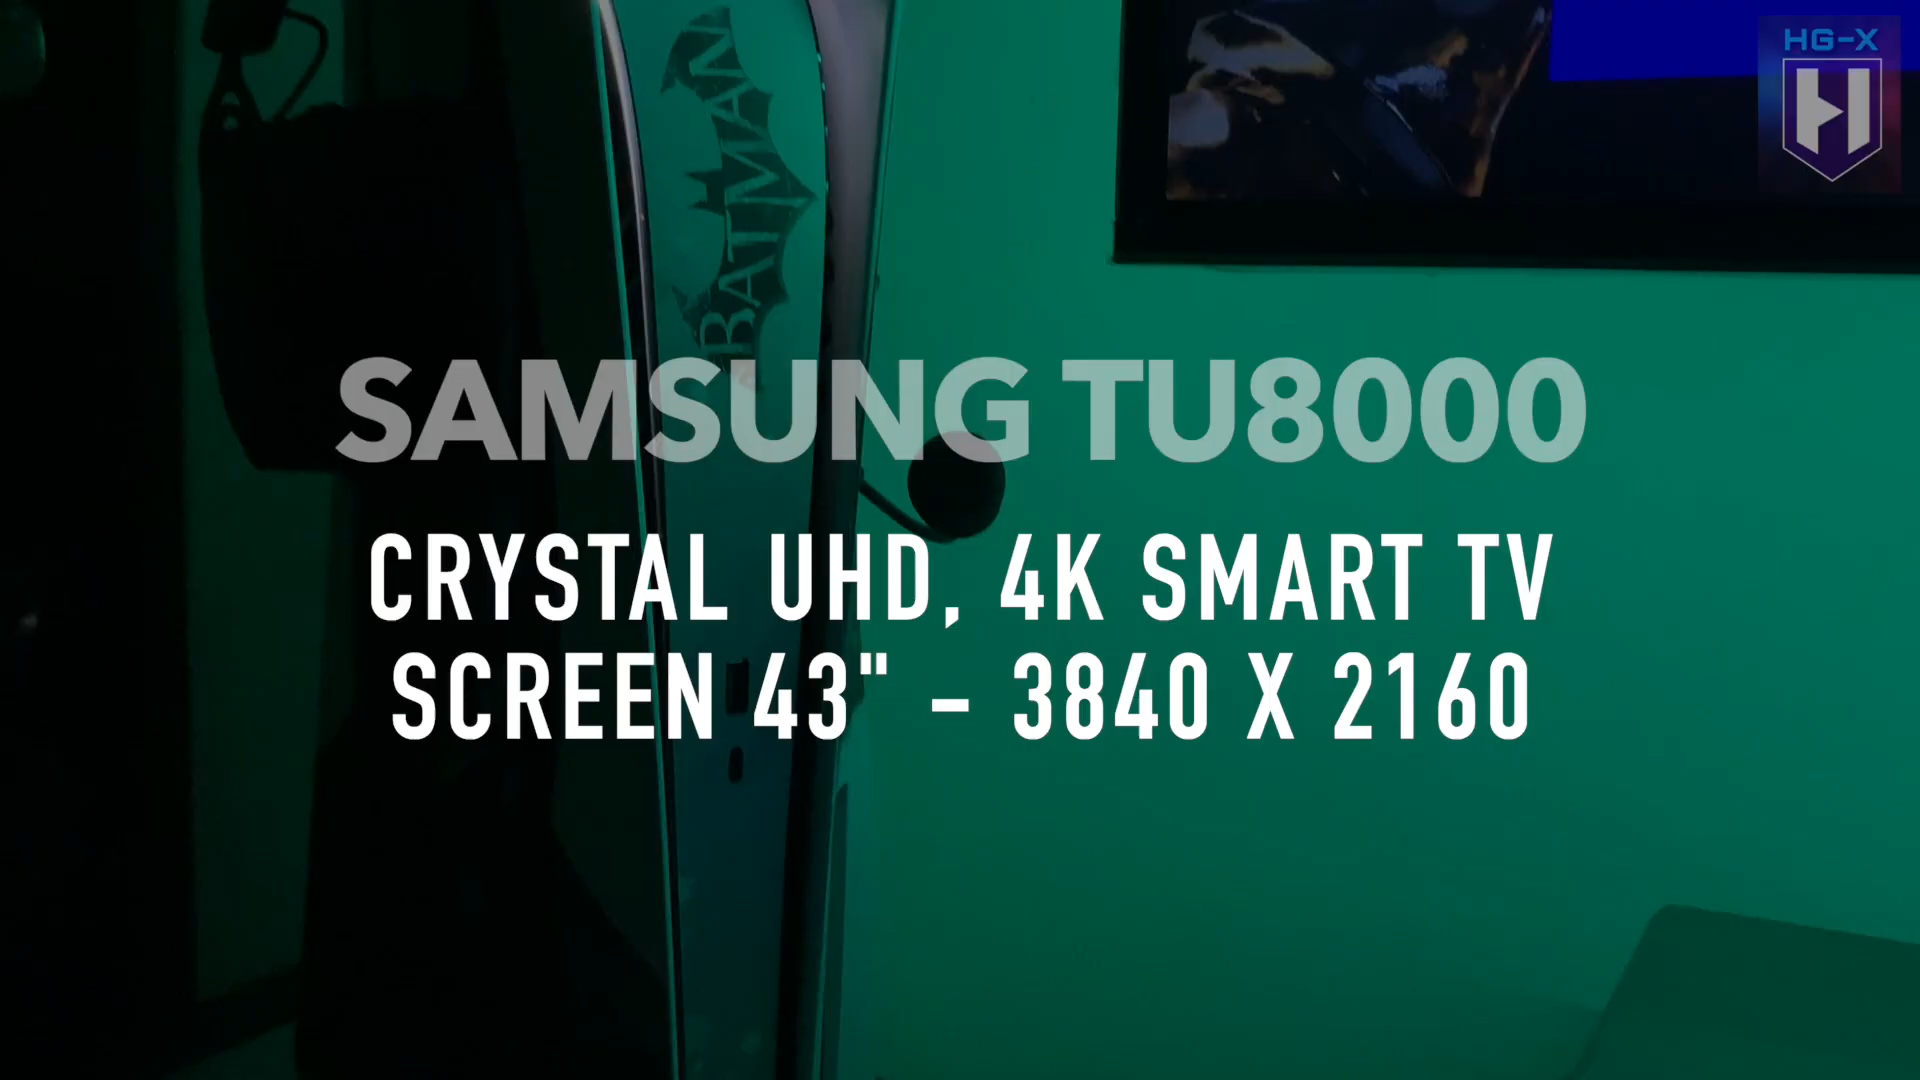 HG-X
BATMAN
SAMSUNG TU8000
CRYSTAL UHD, 4K SMART TV
SCREEN 43" - 3840 X 2160